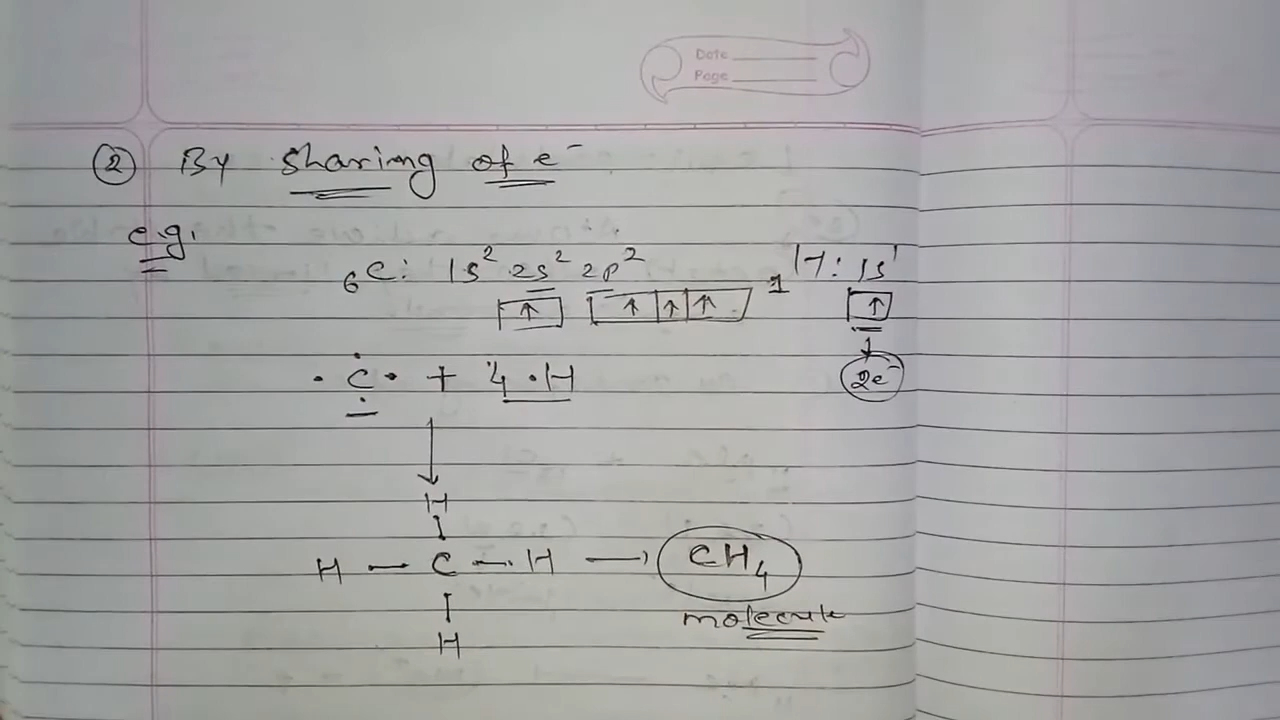 Date
Page
② By sharing of e⁻
e.g.
₆C: 1s² 2s² 2p² ₁H: 1s¹
↑ ↑ ↑ ↑ ↑
·C· + 4 ·H 2e⁻
H
H — C — H → CH₄
molecule
H